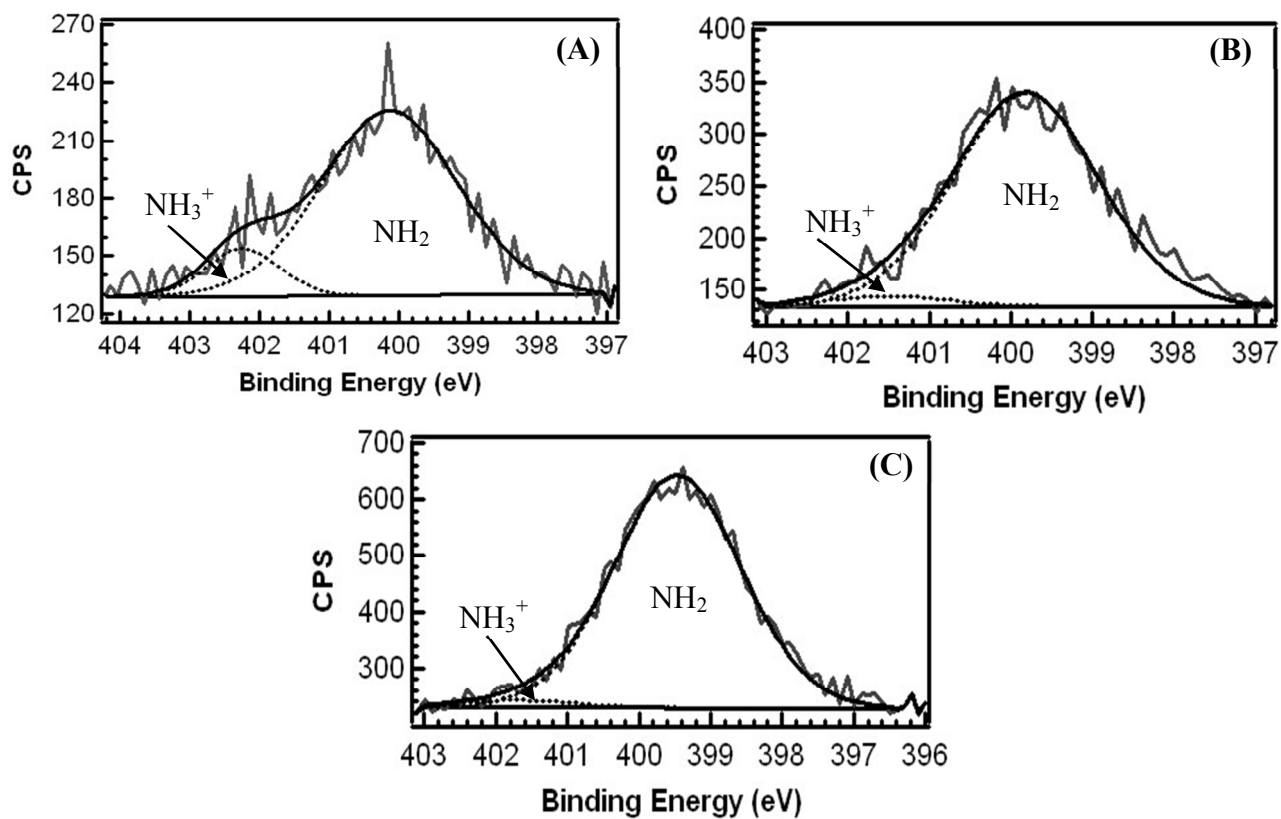 (A)
270
240
210
180
150
120
CPS
NH₃⁺
NH₂
404 403 402 401 400 399 398 397
Binding Energy (eV)
(B)
400
350
300
250
200
150
CPS
NH₃⁺
NH₂
403 402 401 400 399 398 397
Binding Energy (eV)
(C)
700
600
500
400
300
CPS
NH₃⁺
NH₂
403 402 401 400 399 398 397 396
Binding Energy (eV)